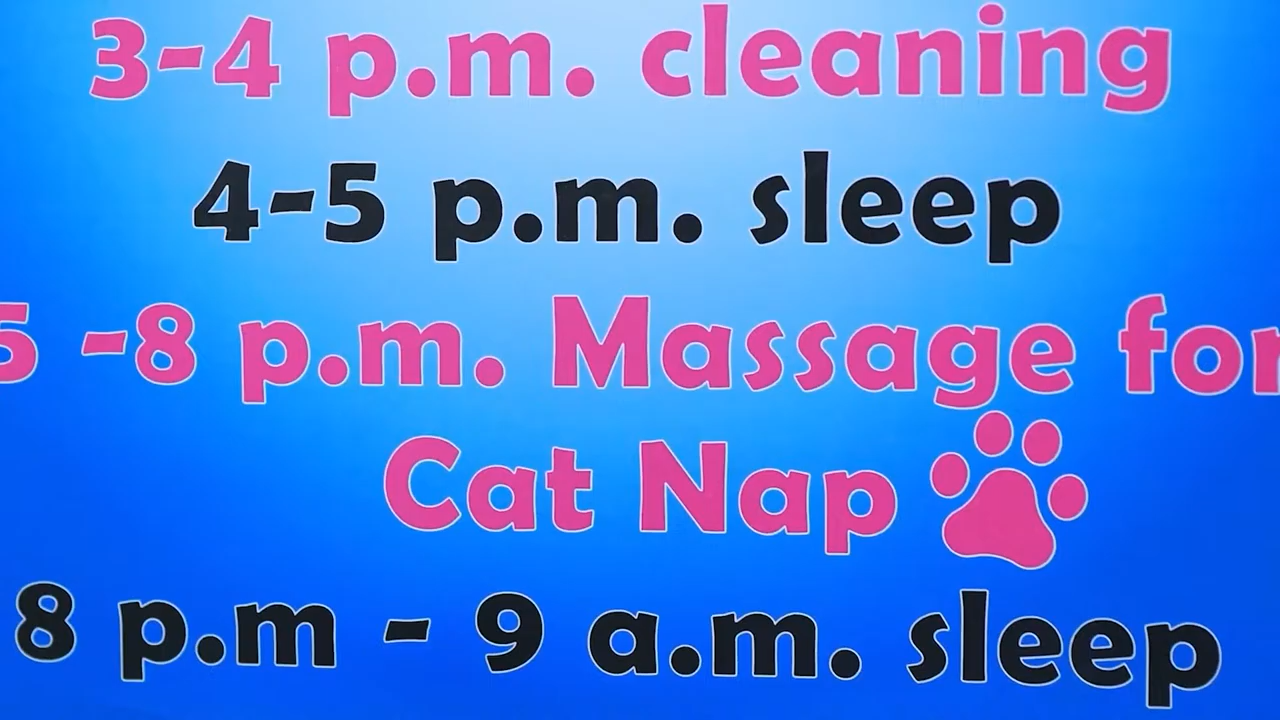 3-4 p.m. cleaning
4-5 p.m. sleep
5 -8 p.m. Massage for
Cat Nap
8 p.m - 9 a.m. sleep